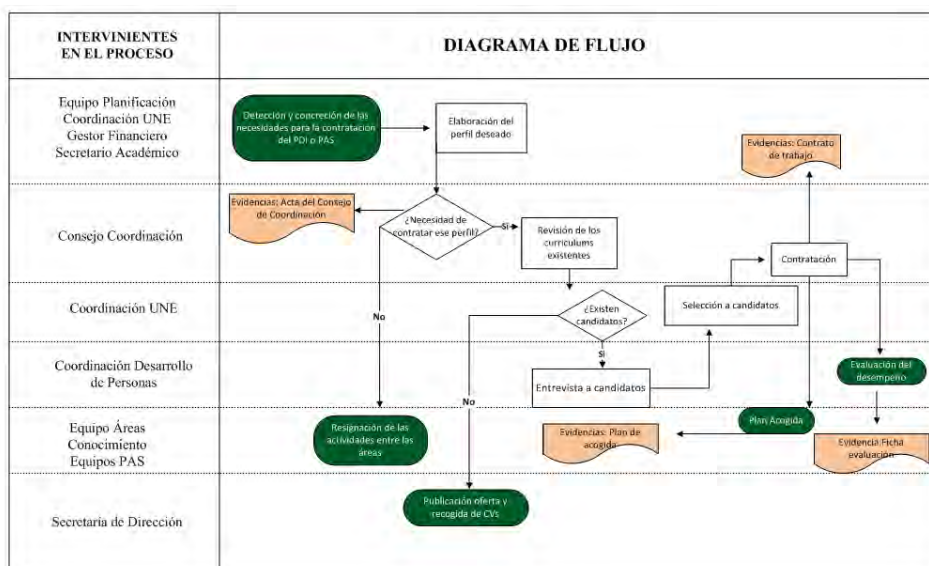 INTERVINIENTES
EN EL PROCESO
DIAGRAMA DE FLUJO
Equipo Planificación
Coordinación UNE
Gestor Financiero
Secretario Académico
Detección y concreción de las
necesidades para la contratación
del PDI o PAS
Elaboración del
perfil deseado
Evidencias: Contrato
de trabajo
Consejo Coordinación
Evidencias: Acta del Consejo
de Coordinación
¿Necesidad de
contratar ese perfil?
Si
Revisión de los
curriculums
existentes
Contratación
Coordinación UNE
No
¿Existen
candidatos?
Selección a candidatos
Coordinación Desarrollo
de Personas
Si
Entrevista a candidatos
Evaluación del
desempeño
No
Equipo Áreas
Conocimiento
Equipos PAS
Resignación de las
actividades entre las
áreas
Evidencias: Plan de
acogida
Plan Acogida
Evidencia Ficha
evaluación
Secretaría de Dirección
Publicación oferta y
recogida de CVs